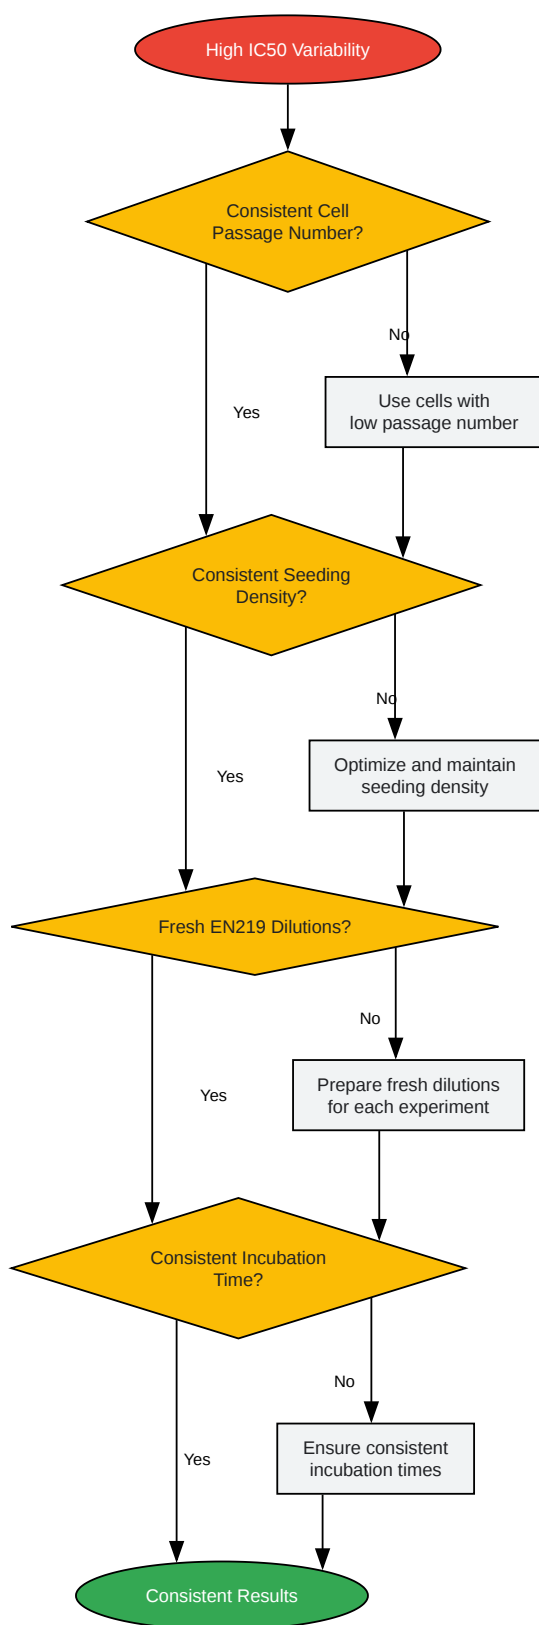 High IC50 Variability
Consistent Cell
Passage Number?
No
Use cells with
low passage number
Yes
Consistent Seeding
Density?
No
Optimize and maintain
seeding density
Yes
Fresh EN219 Dilutions?
No
Prepare fresh dilutions
for each experiment
Yes
Consistent Incubation
Time?
No
Ensure consistent
incubation times
Yes
Consistent Results